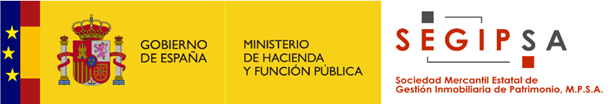 GOBIERNO
DE ESPAÑA
MINISTERIO
DE HACIENDA
Y FUNCIÓN PÚBLICA
SEGIPSA
Sociedad Mercantil Estatal de
Gestión Inmobiliaria de Patrimonio, M.P.S.A.